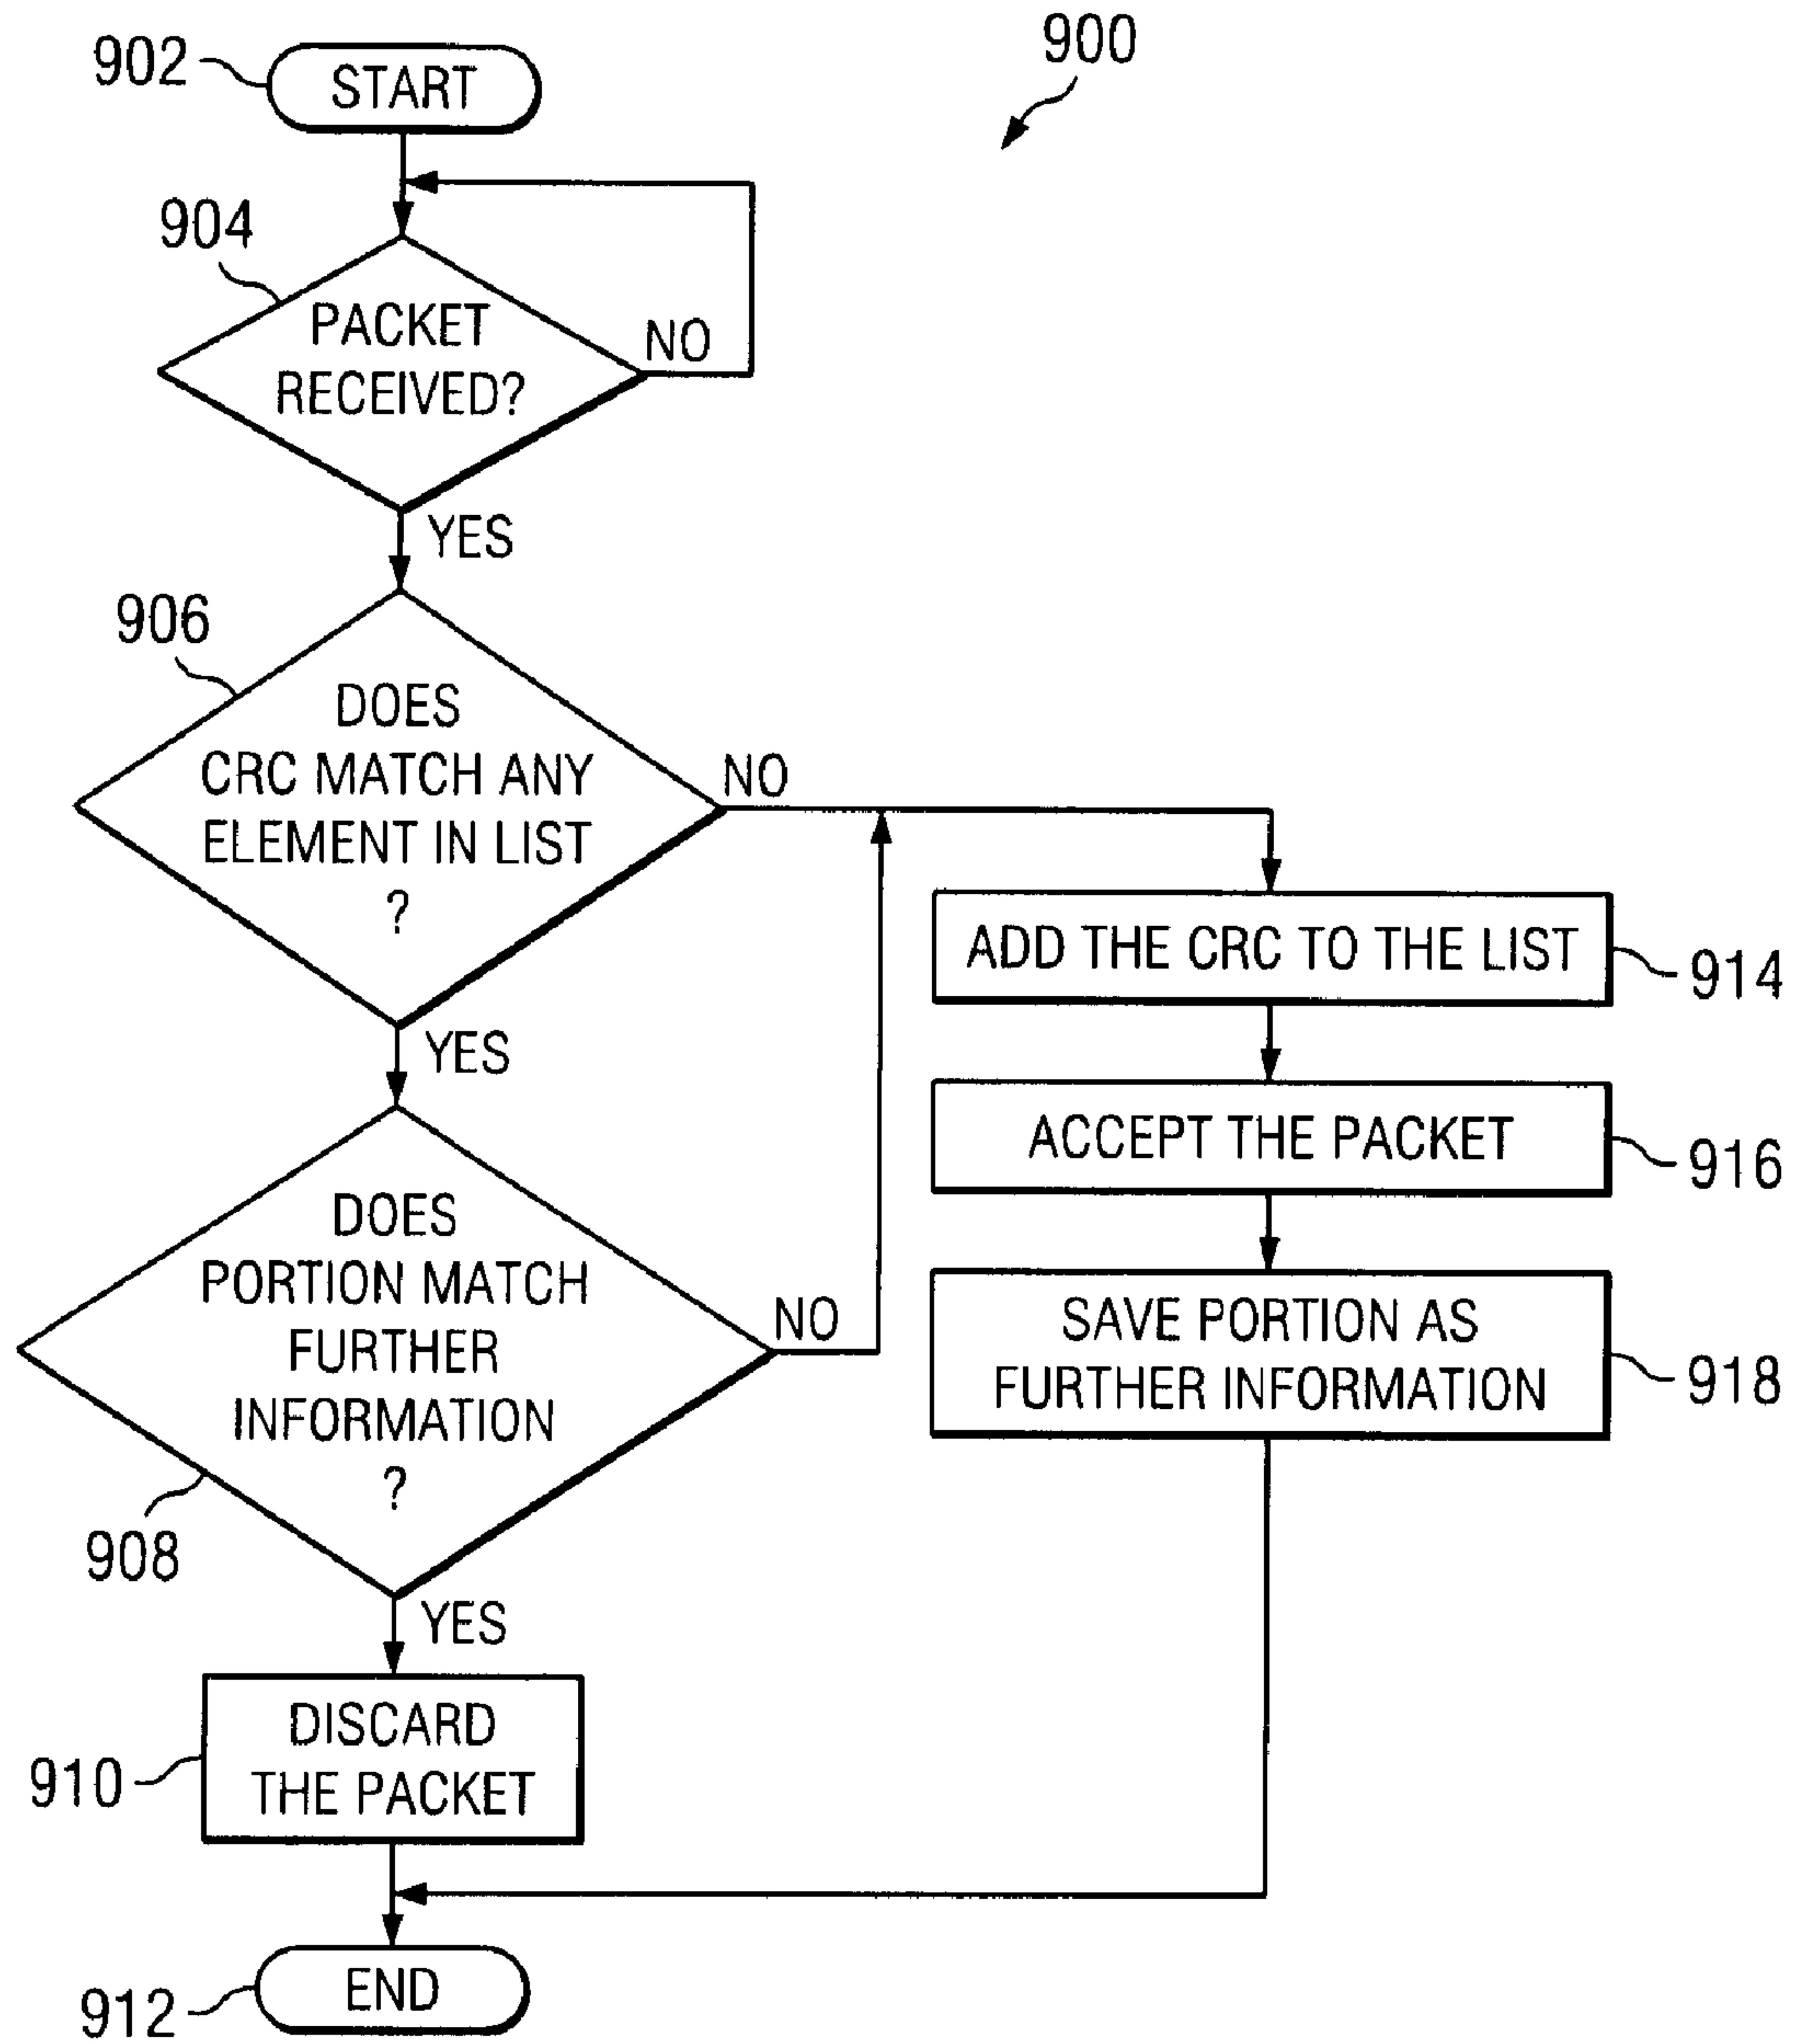 900
902
START
904
PACKET
RECEIVED?
NO
YES
906
DOES
CRC MATCH ANY
ELEMENT IN LIST
?
NO
YES
DOES
PORTION MATCH
FURTHER
INFORMATION
?
NO
908
YES
DISCARD
THE PACKET
910
END
912
ADD THE CRC TO THE LIST
914
ACCEPT THE PACKET
916
SAVE PORTION AS
FURTHER INFORMATION
918